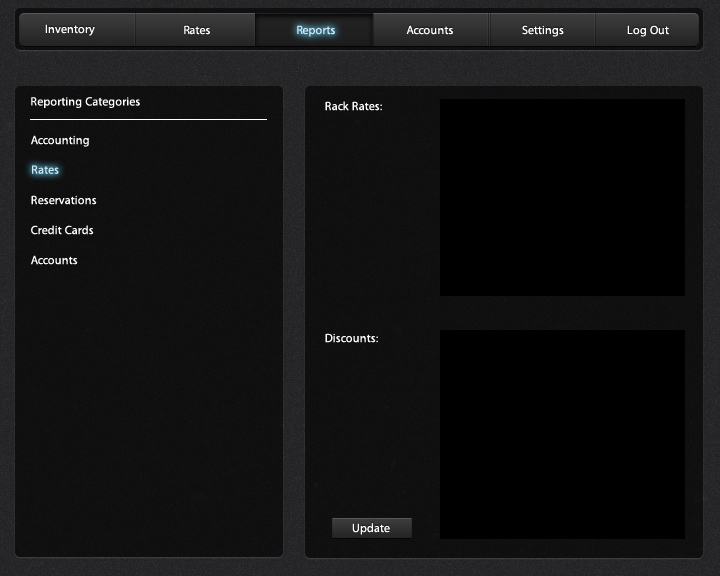 Inventory Rates Reports Accounts Settings Log Out
Reporting Categories
Accounting
Rates
Reservations
Credit Cards
Accounts
Rack Rates:
Discounts:
Update